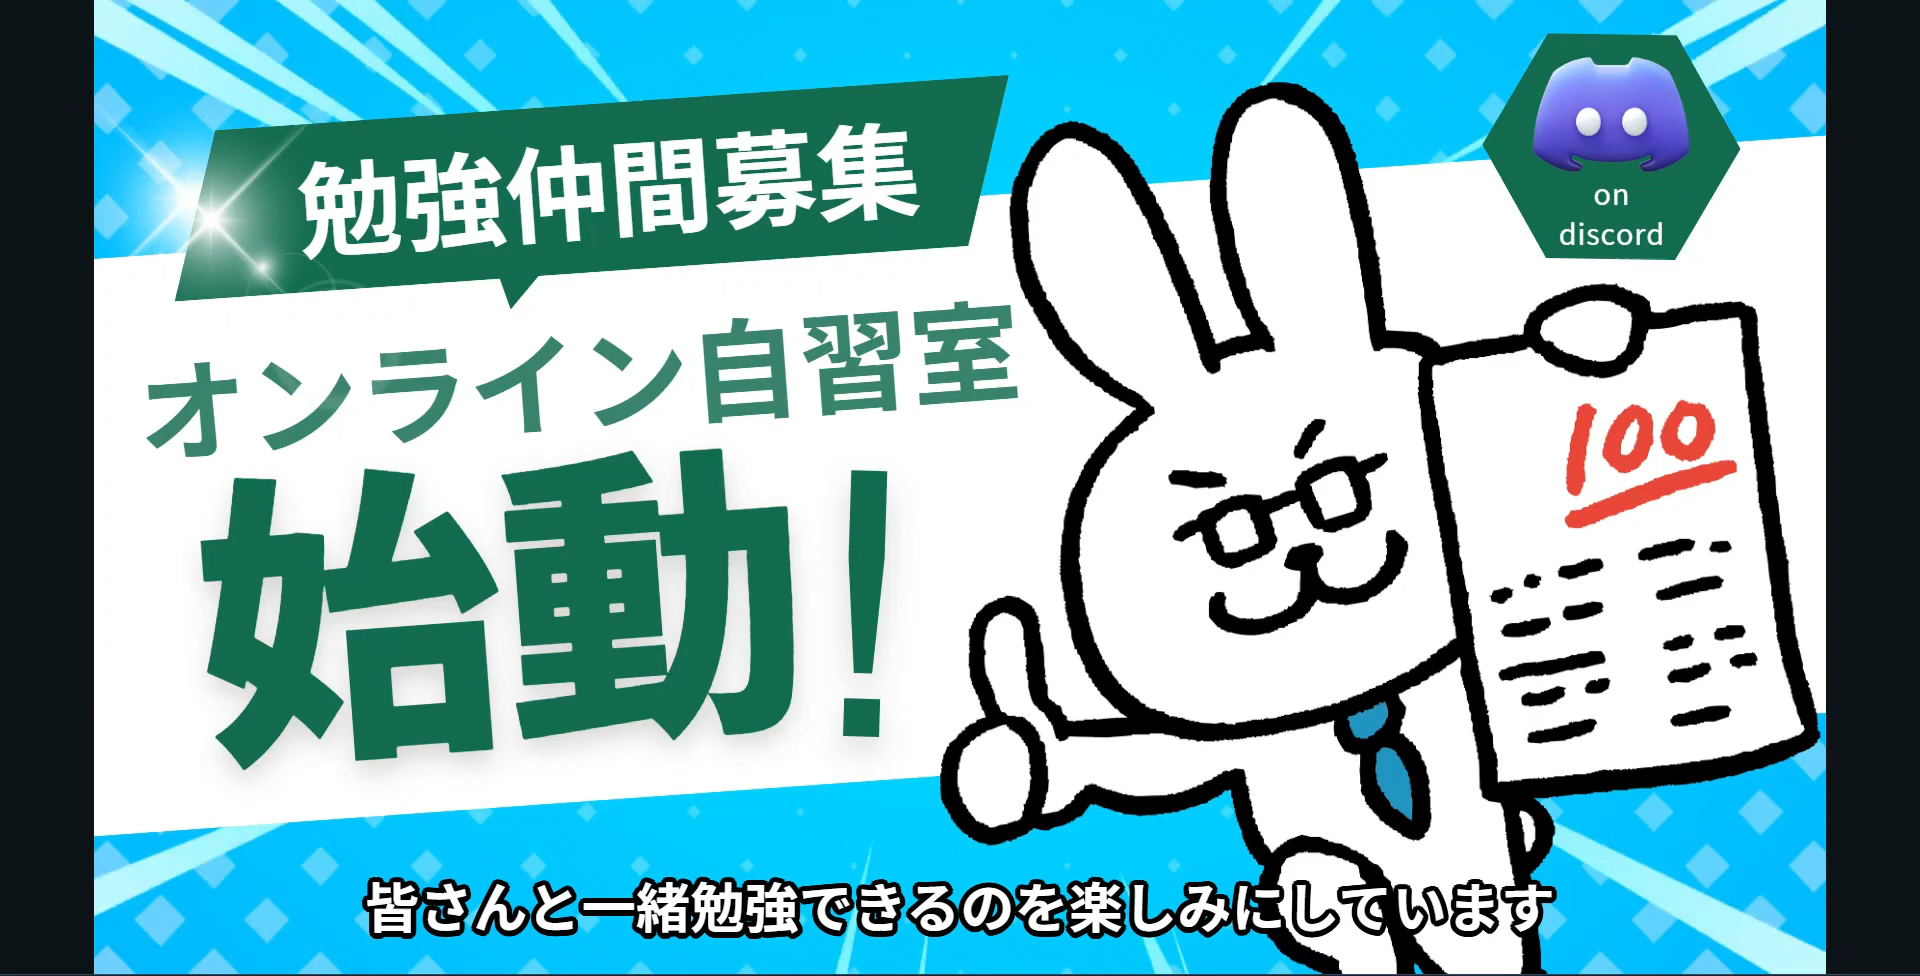 勉強仲間募集
on
discord
オンライン自習室
始動!
100
皆さんと一緒勉強できるのを楽しみにしています